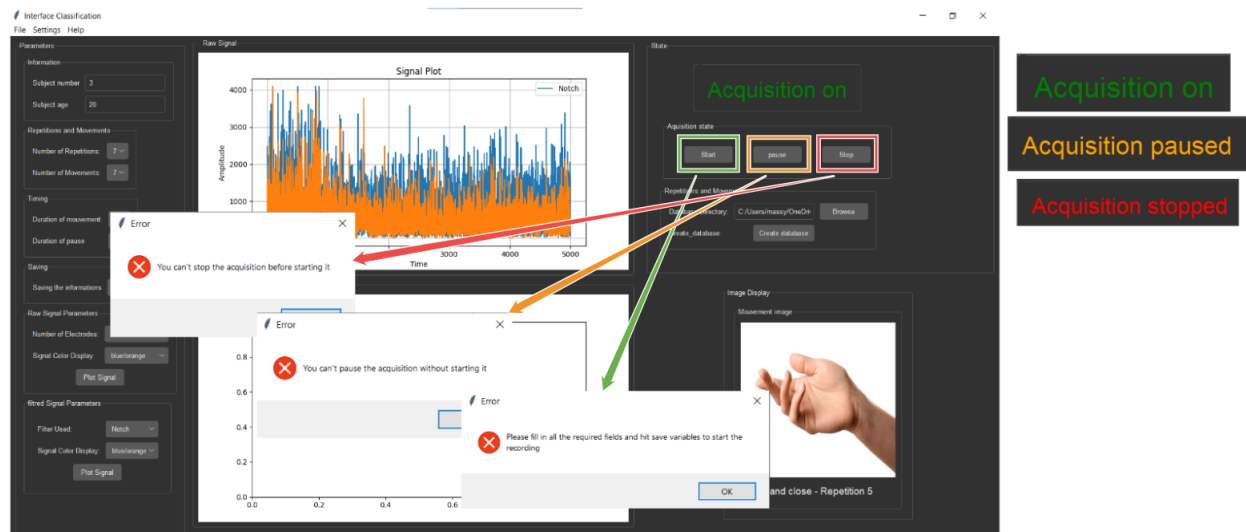 Interface Classification
File Settings Help
Parameters
Information
Subject number 3
Subject age 20
Repetitions and Movements
Number of Repetitions: 7
Number of Movements: 7
Timing
Duration of mouvement:
Duration of pause
Saving
Saving the informations
Raw Signal Parameters
Number of Electrodes:
Signal Color Display: blue/orange
Plot Signal
filtred Signal Parameters
Filter Used: Notch
Signal Color Display: blue/orange
Plot Signal
Raw Signal
Signal Plot
Notch
Amplitude
4000
3000
2000
1000
3000 4000 5000
Time
0.8
0.6
0.4
0.2
0.0
0.0 0.2 0.4 0.6
Error
You can't stop the acquisition before starting it
Error
You can't pause the acquisition without starting it
Error
Please fill in all the required fields and hit save variables to start the
recording
OK
State
Acquisition on
Aquisition state
Start pause Stop
Repetitions and
directory: C:/Users/massy/OneDri
Browse
Create_database: Create database
Image Display
Mouvement image
and close - Repetition 5
Acquisition on
Acquisition paused
Acquisition stopped